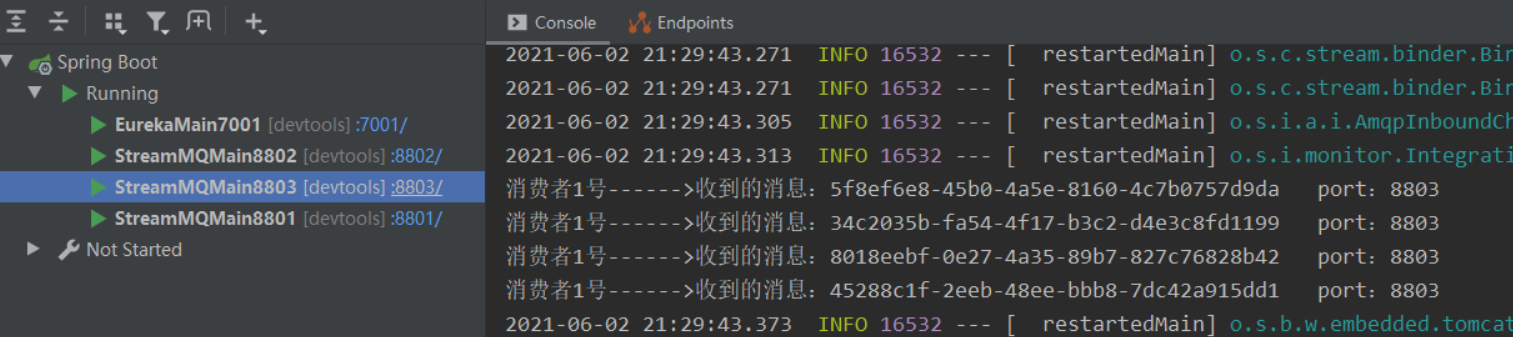 Spring Boot
Running
EurekaMain7001 [devtools] :7001/
StreamMQMain8802 [devtools] :8802/
StreamMQMain8803 [devtools] :8803/
StreamMQMain8801 [devtools] :8801/
Not Started
Console Endpoints
2021-06-02 21:29:43.271 INFO 16532 --- [ restartedMain] o.s.c.stream.binder.Bin
2021-06-02 21:29:43.271 INFO 16532 --- [ restartedMain] o.s.c.stream.binder.Bin
2021-06-02 21:29:43.305 INFO 16532 --- [ restartedMain] o.s.i.a.i.AmqpInboundCh
2021-06-02 21:29:43.313 INFO 16532 --- [ restartedMain] o.s.i.monitor.Integrati
消费者1号------>收到的消息：5f8ef6e8-45b0-4a5e-8160-4c7b0757d9da port：8803
消费者1号------>收到的消息：34c2035b-fa54-4f17-b3c2-d4e3c8fd1199 port：8803
消费者1号------>收到的消息：8018eebf-0e27-4a35-89b7-827c76828b42 port：8803
消费者1号------>收到的消息：45288c1f-2eeb-48ee-bbb8-7dc42a915dd1 port：8803
2021-06-02 21:29:43.373 INFO 16532 --- [ restartedMain] o.s.b.w.embedded.tomcat